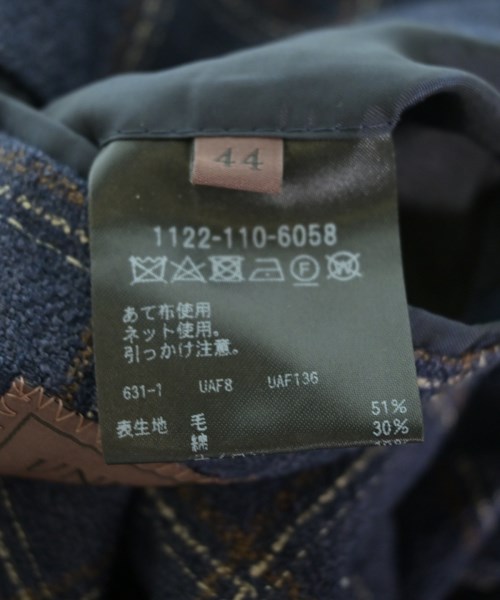 44
1122-110-6058
あて布使用
ネット使用。
引っかけ注意。
631-1 UAF8 UAF136
表生地 毛 51%
綿 30%